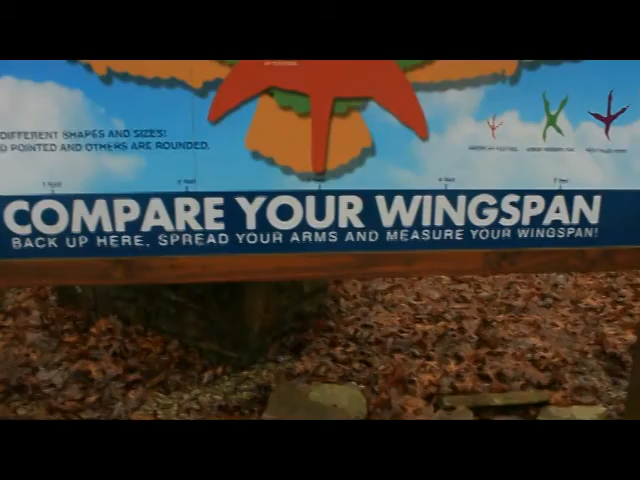 DIFFERENT SHAPES AND SIZES!
D POINTED AND OTHERS ARE ROUNDED.
COMPARE YOUR WINGSPAN
BACK UP HERE, SPREAD YOUR ARMS AND MEASURE YOUR WINGSPAN!